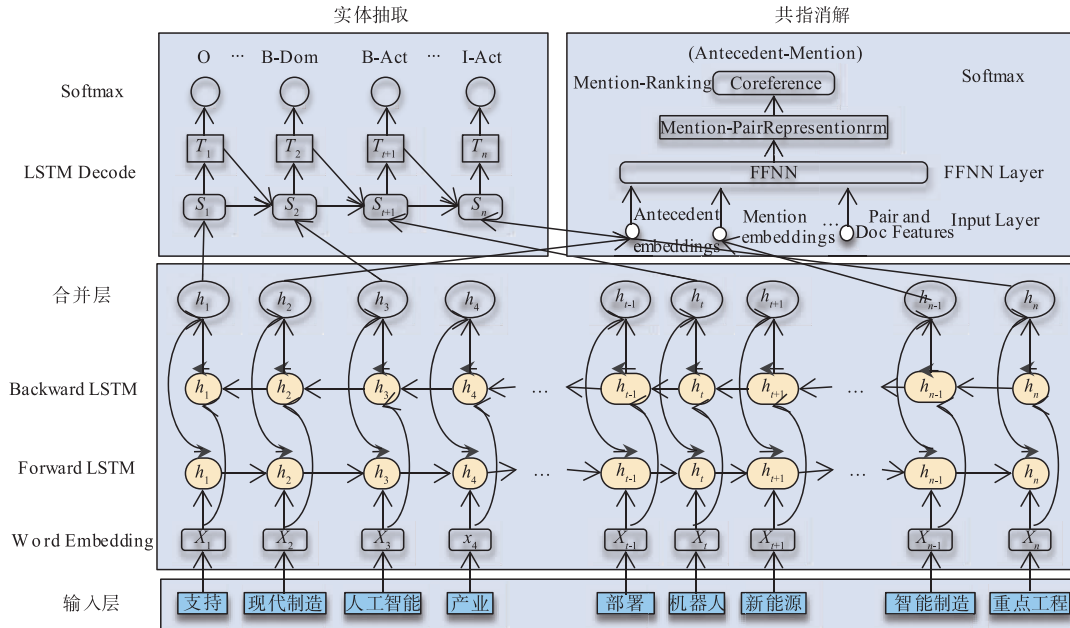 实体抽取 共指消解
O ... B-Dom B-Act ... I-Act
(Antecedent-Mention)
Softmax Mention-Ranking Coreference Softmax
Mention-PairRepresentionrm
T1 T2 Tt+1 Tn
LSTM Decode FFNN FFNN Layer
S1 S2 St+1 Sn
Antecedent embeddings Mention embeddings ... Pair and Doc Features Input Layer
合并层 h1 h2 h3 h4 ht-1 ht ht+1 hn-1 hn
Backward LSTM h1 h2 h3 h4 ... ht-1 ht ht+1 ... hn-1 hn
Forward LSTM h1 h2 h3 h4 ... ht-1 ht ht+1 ... hn-1 hn
Word Embedding X1 X2 X3 x4 Xt-1 Xt Xt+1 Xn-1 Xn
输入层 支持 现代制造 人工智能 产业 部署 机器人 新能源 智能制造 重点工程